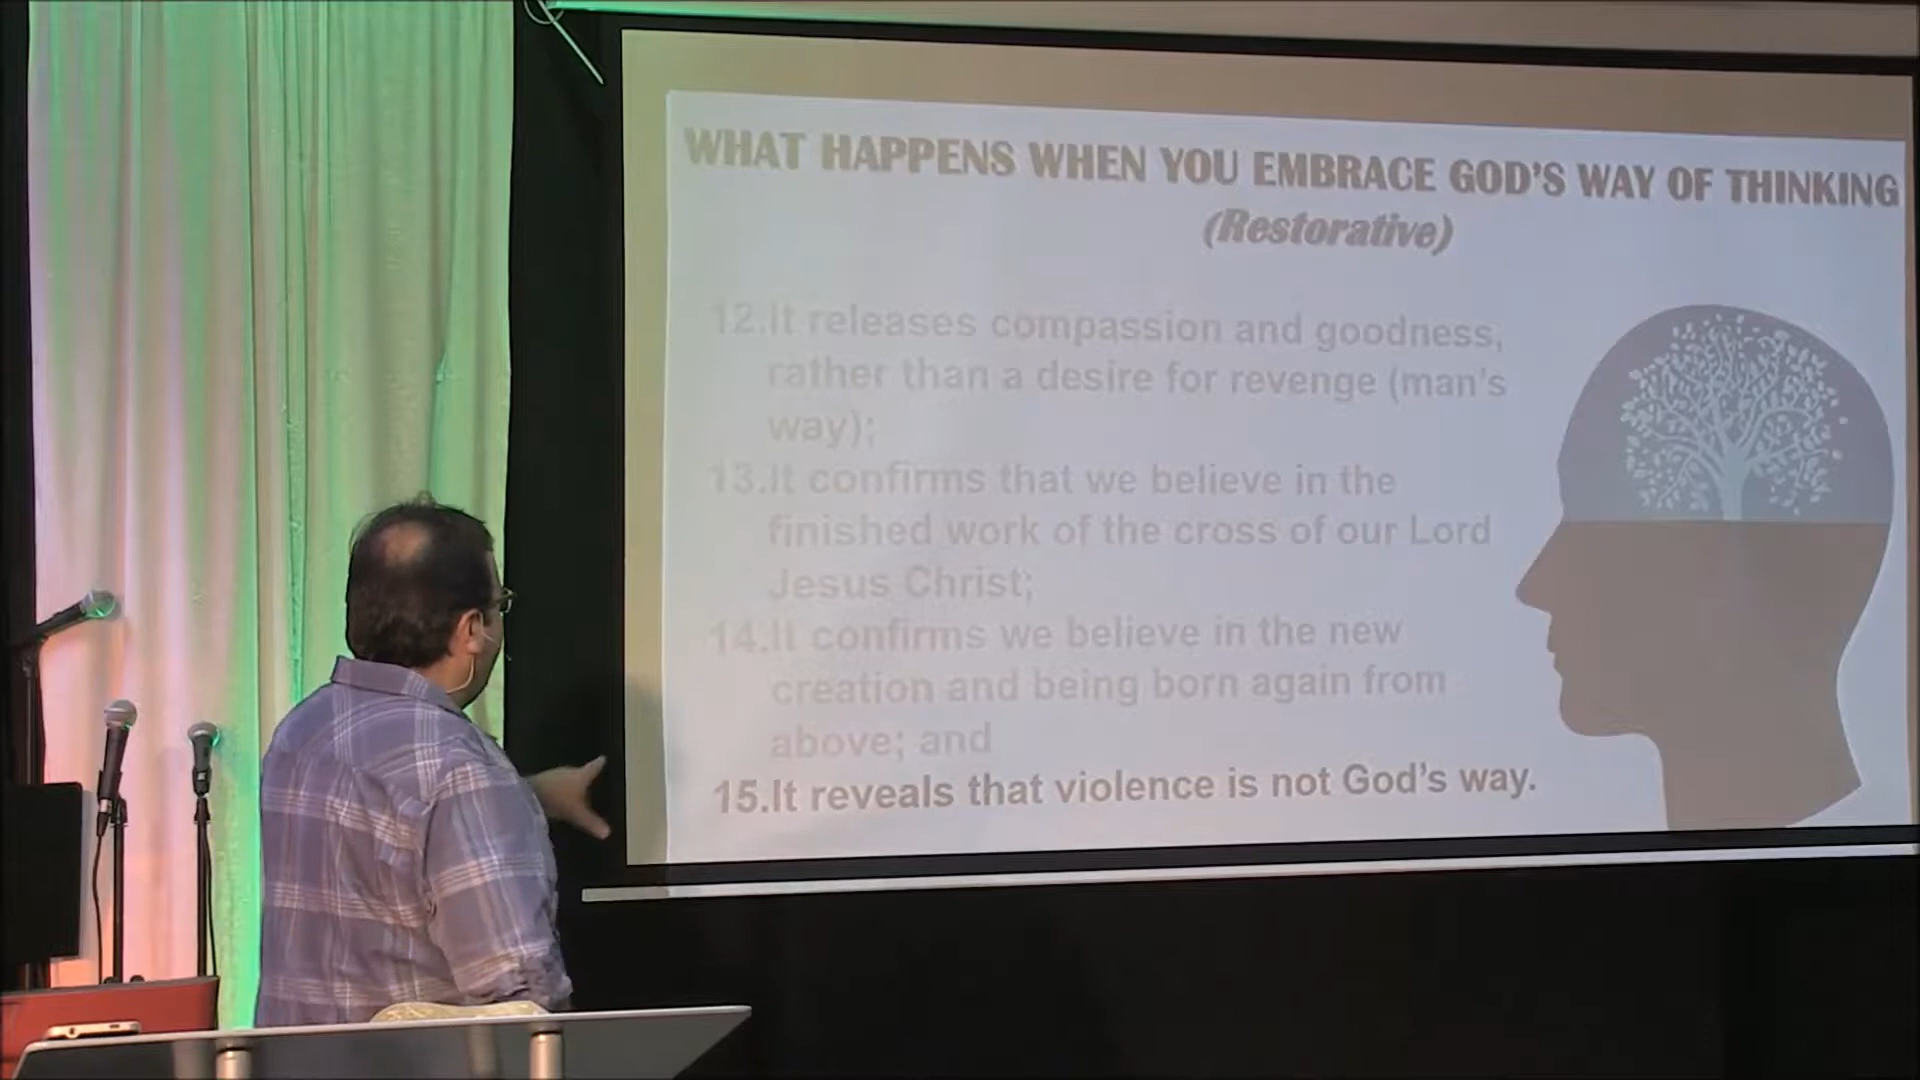 WHAT HAPPENS WHEN YOU EMBRACE GOD'S WAY OF THINKING
(Restorative)
12.It releases compassion and goodness,
rather than a desire for revenge (man's
way);
13.It confirms that we believe in the
finished work of the cross of our Lord
Jesus Christ;
14.It confirms we believe in the new
creation and being born again from
above; and
15.It reveals that violence is not God's way.